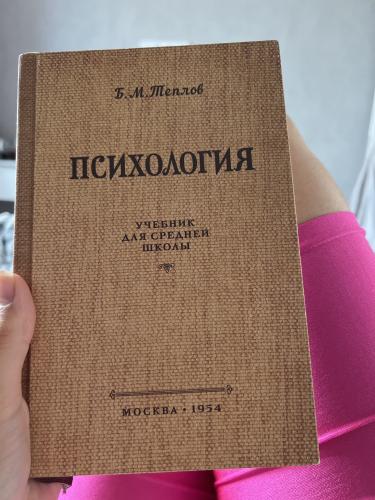 Б. М. Теплов
ПСИХОЛОГИЯ
УЧЕБНИК
ДЛЯ СРЕДНЕЙ
ШКОЛЫ
МОСКВА • 1954